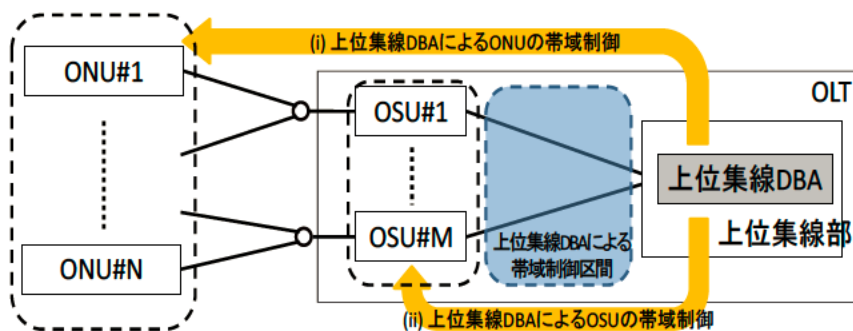 (i) 上位集線DBAによるONUの帯域制御
ONU#1
OLT
OSU#1
上位集線DBA
上位集線部
OSU#M
上位集線DBAによる
帯域制御区間
ONU#N
(ii) 上位集線DBAによるOSUの帯域制御